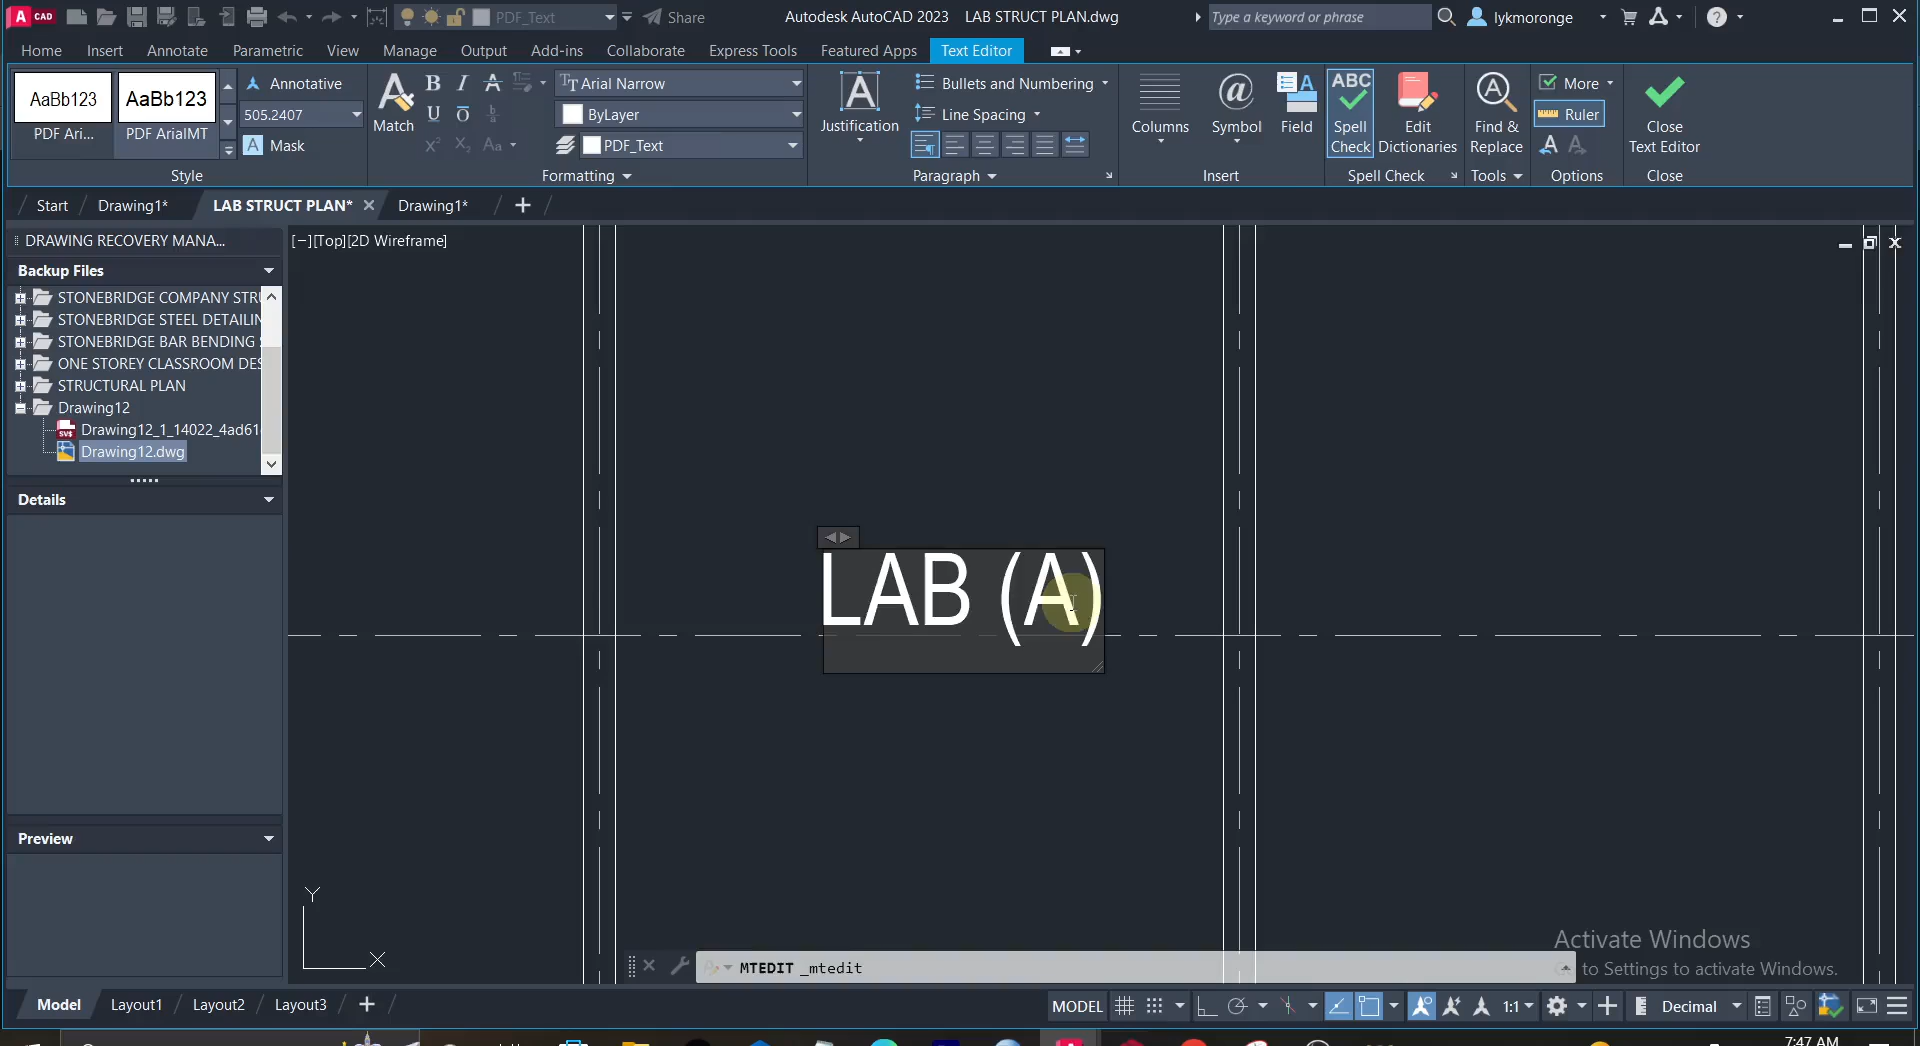 A CAD
PDF_Text
Share
Autodesk AutoCAD 2023 LAB STRUCT PLAN.dwg
Type a keyword or phrase
lykmoronge
Home Insert Annotate Parametric View Manage Output Add-ins Collaborate Express Tools Featured Apps Text Editor
AaBb123 AaBb123
PDF Ari... PDF ArialMT
Annotative
505.2407
Mask
Style
Match
Arial Narrow
ByLayer
PDF_Text
Formatting
Justification
Bullets and Numbering
Line Spacing
Paragraph
Columns
Symbol
Field
Insert
ABC
Spell
Check
Edit
Dictionaries
Spell Check
Find &
Replace
Tools
More
Ruler
Options
Close
Text Editor
Close
Start Drawing1* LAB STRUCT PLAN* Drawing1*
DRAWING RECOVERY MANA...
Backup Files
STONEBRIDGE COMPANY STRU
STONEBRIDGE STEEL DETAILIN
STONEBRIDGE BAR BENDING
ONE STOREY CLASSROOM DES
STRUCTURAL PLAN
Drawing12
Drawing12_1_14022_4ad61
Drawing12.dwg
Details
Preview
[−][Top][2D Wireframe]
LAB (A)
Y
X
MTEDIT _mtedit
Activate Windows
to Settings to activate Windows.
Model Layout1 Layout2 Layout3
MODEL
1:1
Decimal
7:47 AM